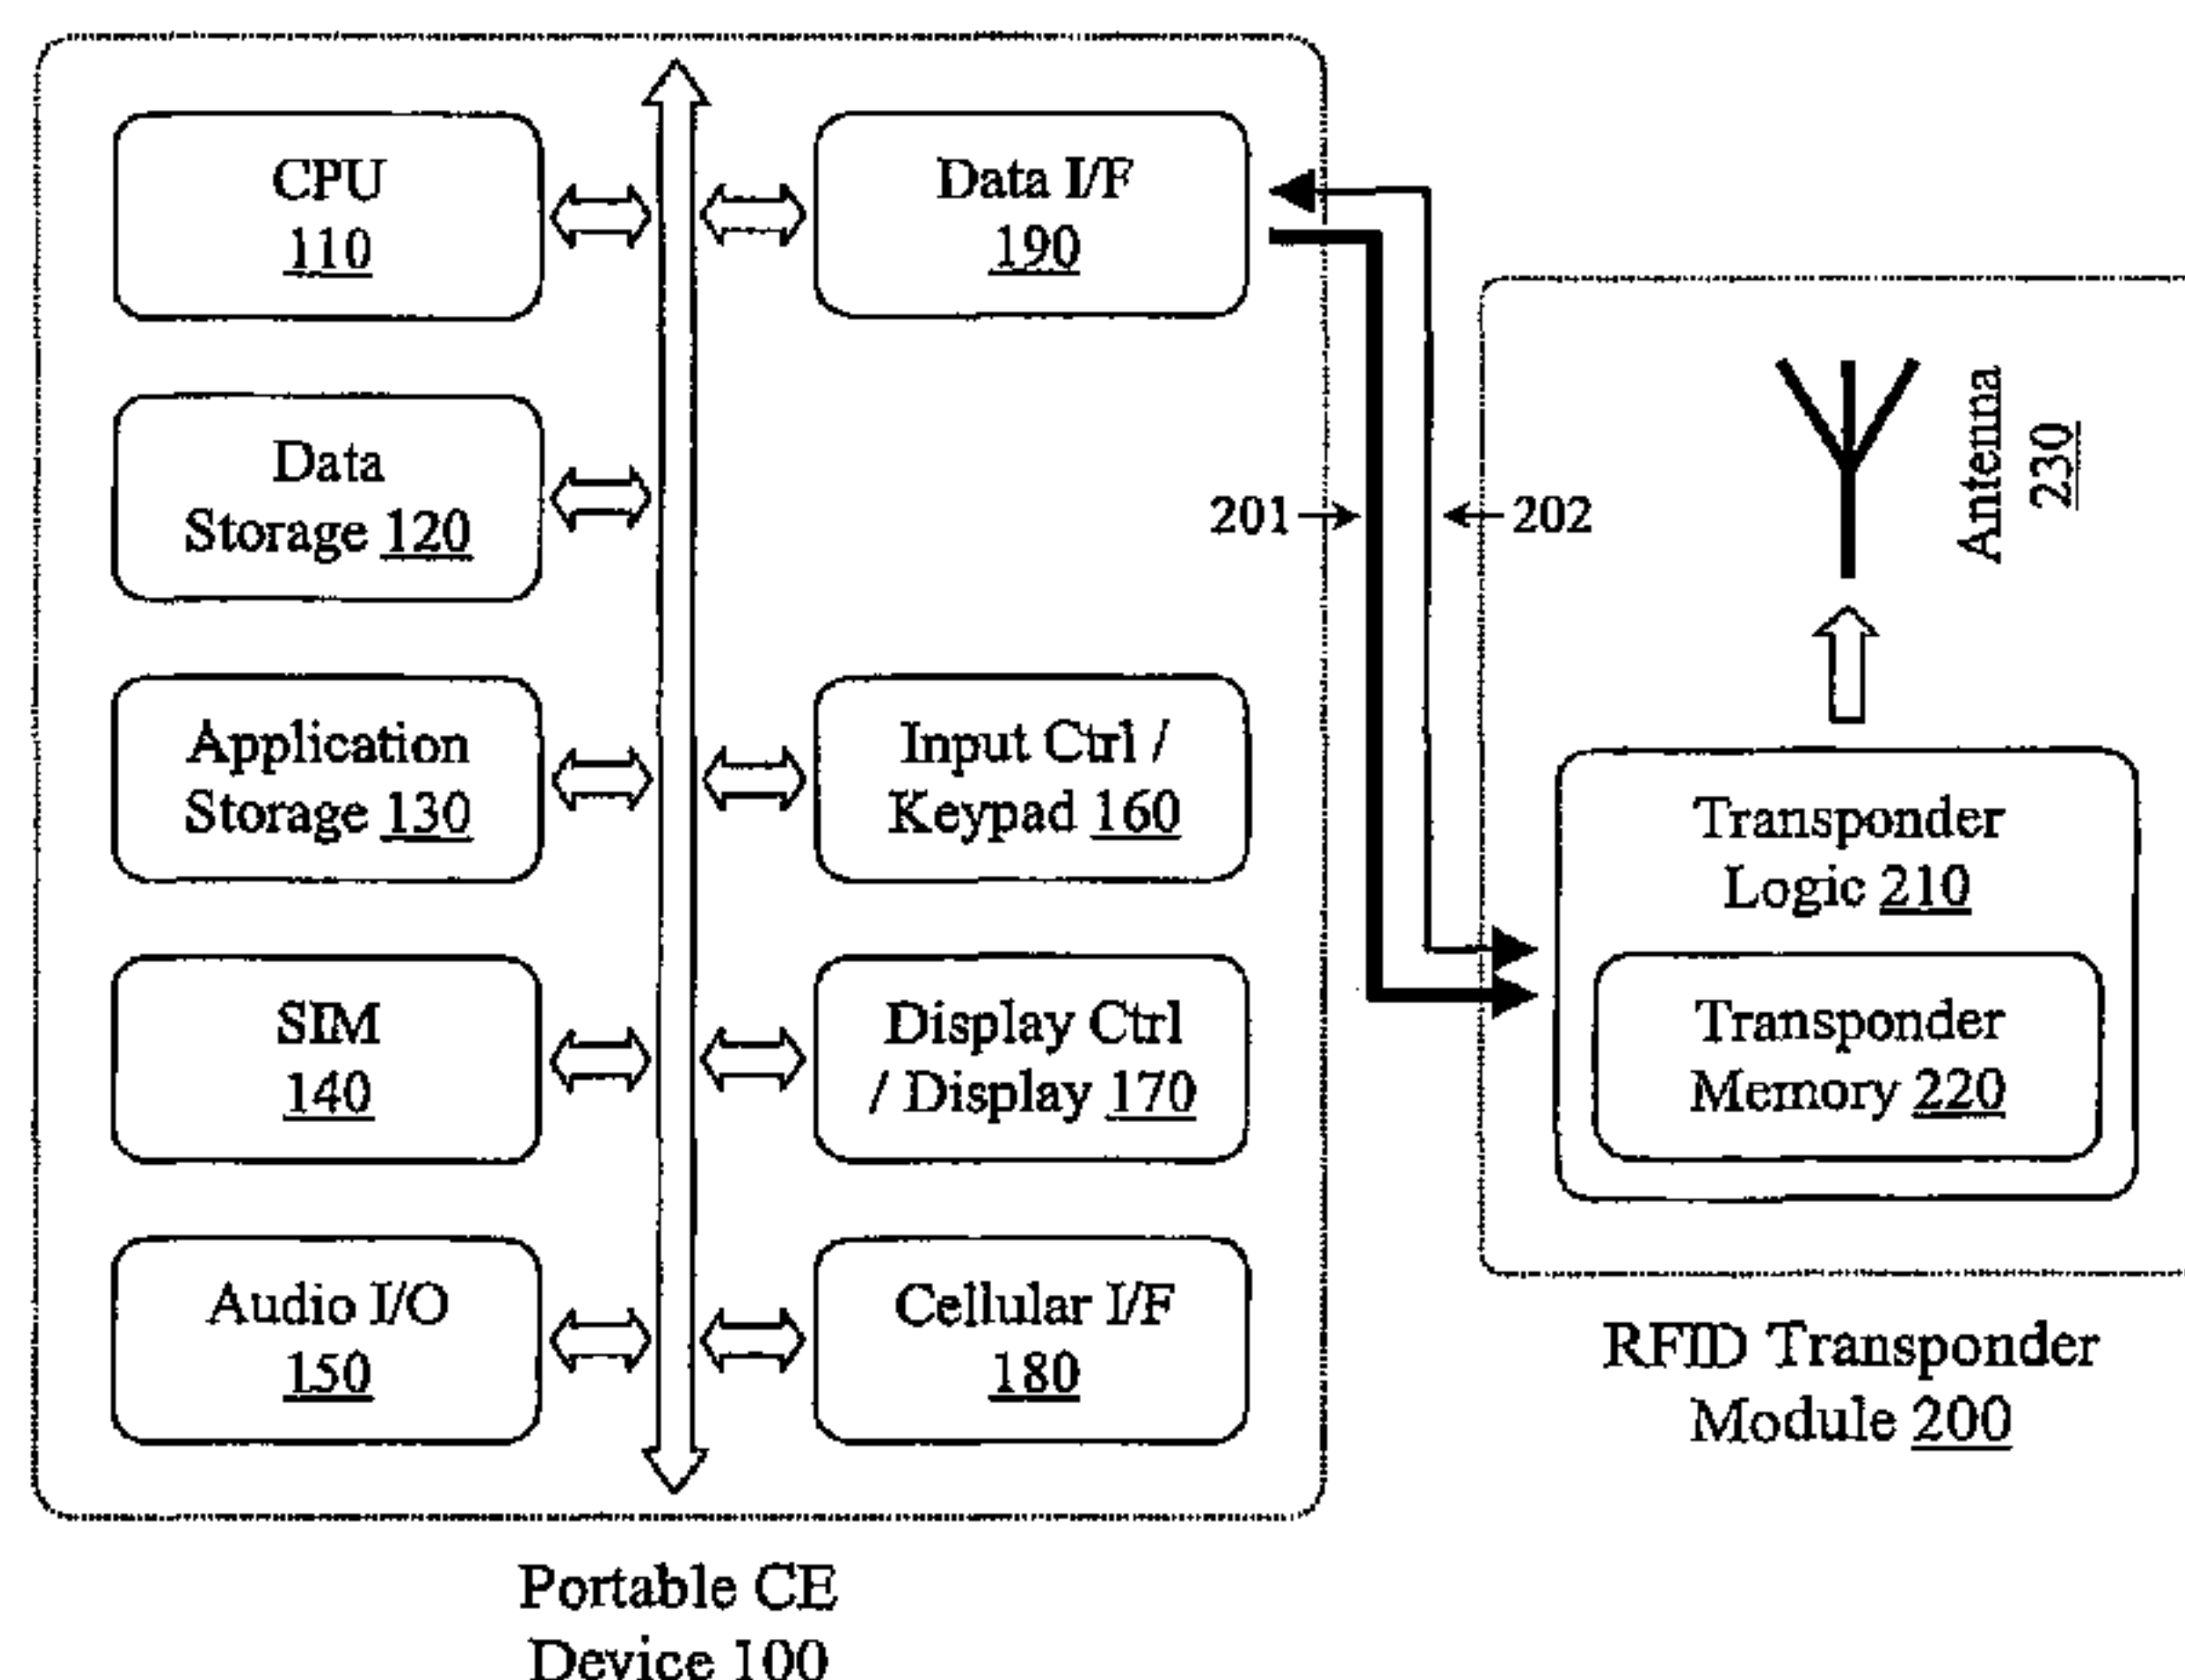 CPU
110
Data
Storage 120
Application
Storage 130
SIM
140
Audio I/O
150
Data I/F
190
Input Ctrl /
Keypad 160
Display Ctrl
/ Display 170
Cellular I/F
180
Portable CE
Device 100
201
202
Antenna
230
Transponder
Logic 210
Transponder
Memory 220
RFID Transponder
Module 200